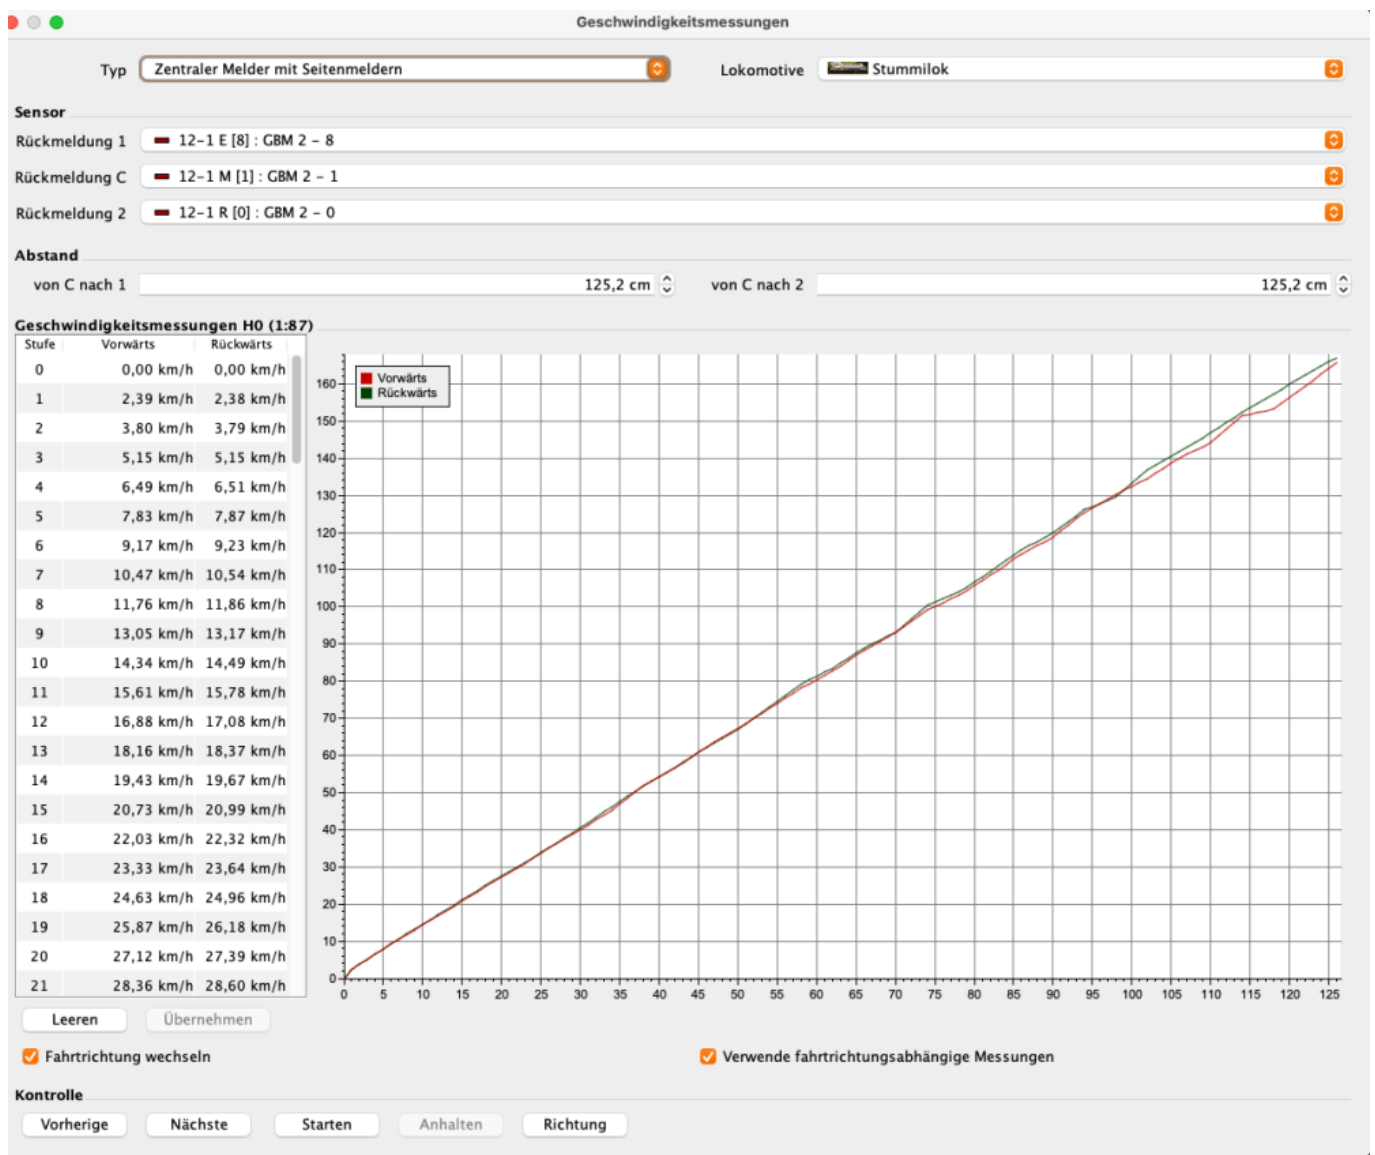 Geschwindigkeitsmessungen
Typ Zentraler Melder mit Seitenmeldern Lokomotive Stummilok
Sensor
Rückmeldung 1 12-1 E [8] : GBM 2 - 8
Rückmeldung C 12-1 M [1] : GBM 2 - 1
Rückmeldung 2 12-1 R [0] : GBM 2 - 0
Abstand
von C nach 1 125,2 cm von C nach 2 125,2 cm
Geschwindigkeitsmessungen H0 (1:87)
Stufe Vorwärts Rückwärts
0 0,00 km/h 0,00 km/h
1 2,39 km/h 2,38 km/h
2 3,80 km/h 3,79 km/h
3 5,15 km/h 5,15 km/h
4 6,49 km/h 6,51 km/h
5 7,83 km/h 7,87 km/h
6 9,17 km/h 9,23 km/h
7 10,47 km/h 10,54 km/h
8 11,76 km/h 11,86 km/h
9 13,05 km/h 13,17 km/h
10 14,34 km/h 14,49 km/h
11 15,61 km/h 15,78 km/h
12 16,88 km/h 17,08 km/h
13 18,16 km/h 18,37 km/h
14 19,43 km/h 19,67 km/h
15 20,73 km/h 20,99 km/h
16 22,03 km/h 22,32 km/h
17 23,33 km/h 23,64 km/h
18 24,63 km/h 24,96 km/h
19 25,87 km/h 26,18 km/h
20 27,12 km/h 27,39 km/h
21 28,36 km/h 28,60 km/h
Vorwärts
Rückwärts
160
150
140
130
120
110
100
90
80
70
60
50
40
30
20
10
0
0 5 10 15 20 25 30 35 40 45 50 55 60 65 70 75 80 85 90 95 100 105 110 115 120 125
Leeren Übernehmen
Fahrtrichtung wechseln Verwende fahrtrichtungsabhängige Messungen
Kontrolle
Vorherige Nächste Starten Anhalten Richtung